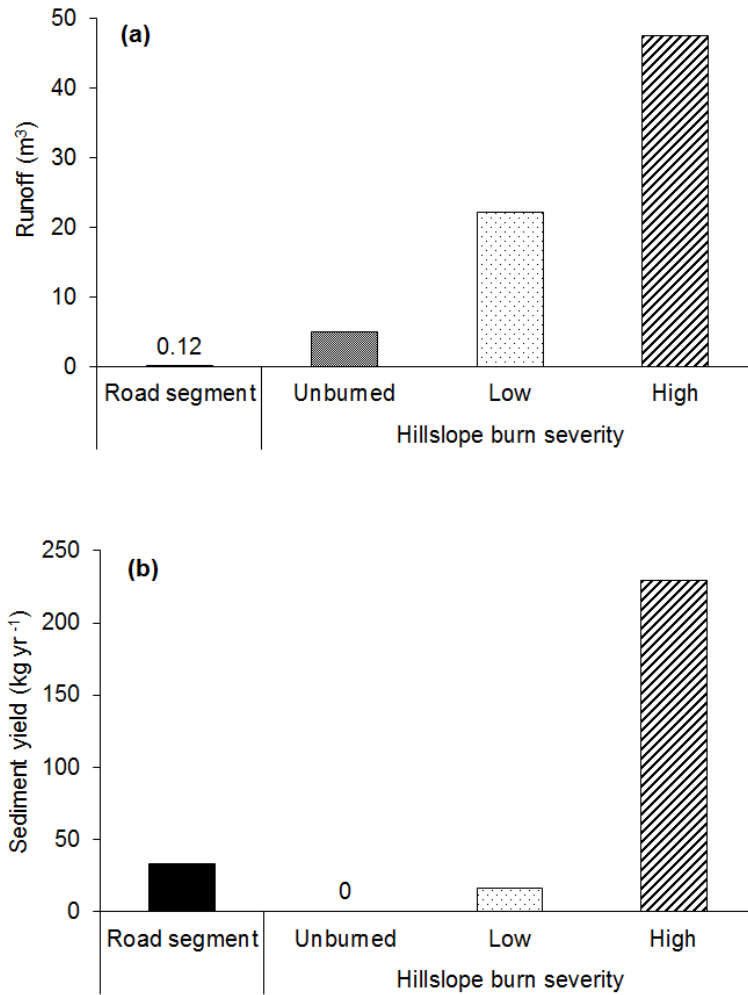 (a)
Runoff (m³)
50
40
30
20
10
0
0.12
Road segment Unburned Low High
Hillslope burn severity
(b)
Sediment yield (kg yr⁻¹)
250
200
150
100
50
0
0
Road segment Unburned Low High
Hillslope burn severity